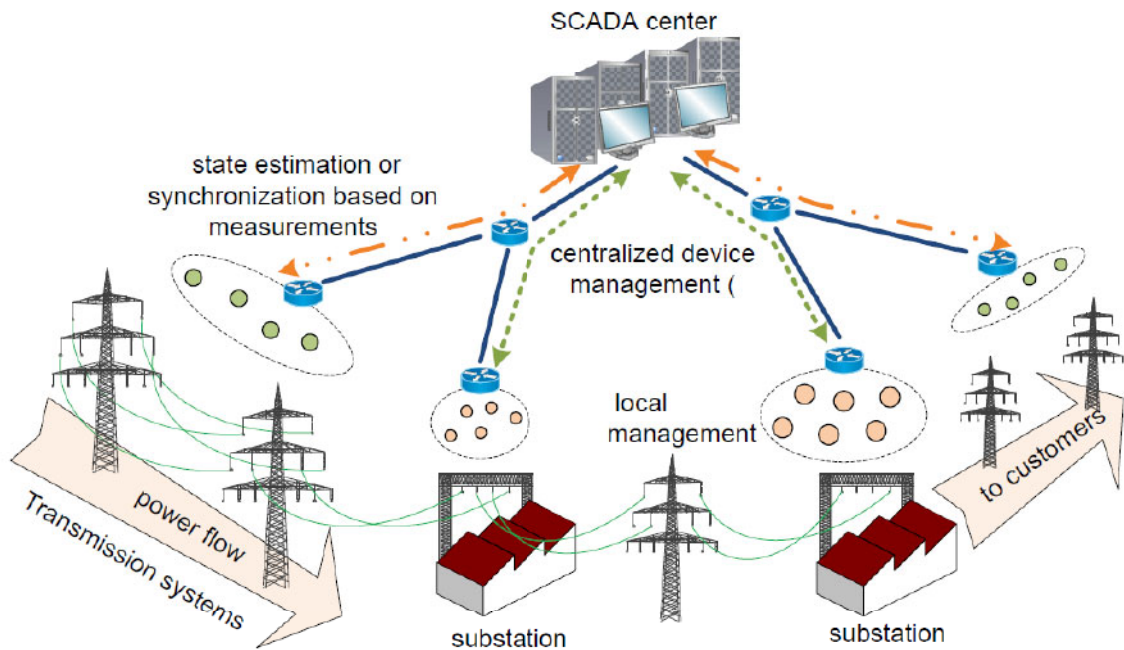 SCADA center
state estimation or
synchronization based on
measurements
centralized device
management (
local
management
power flow
Transmission systems
to customers
substation
substation